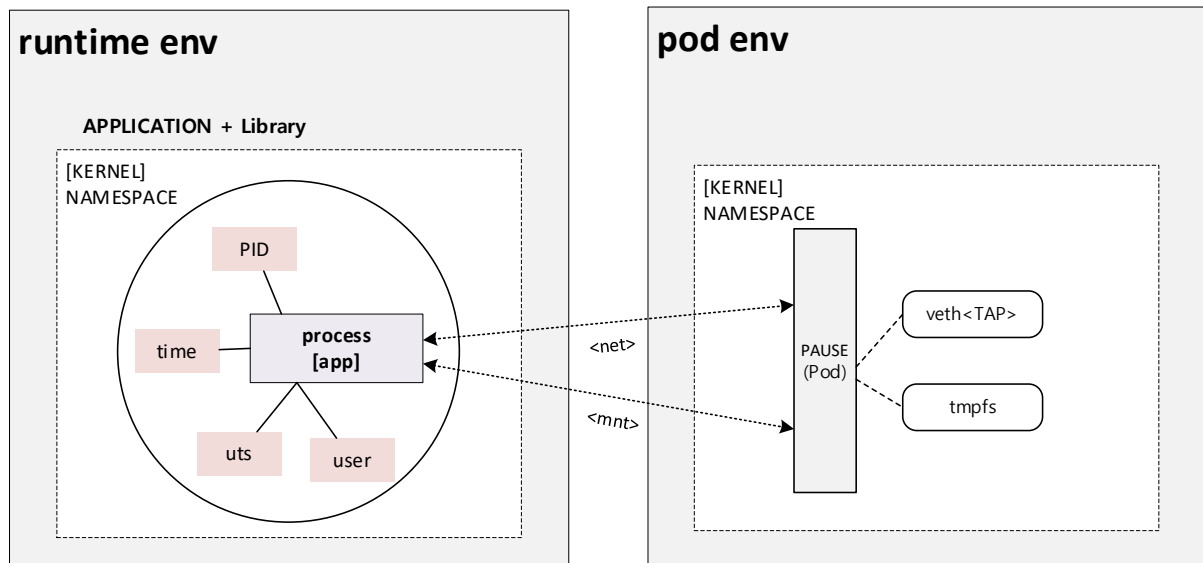 runtime env
APPLICATION + Library
[KERNEL]
NAMESPACE
PID
time
process
[app]
uts
user
<net>
<mnt>
pod env
[KERNEL]
NAMESPACE
PAUSE
(Pod)
veth<TAP>
tmpfs